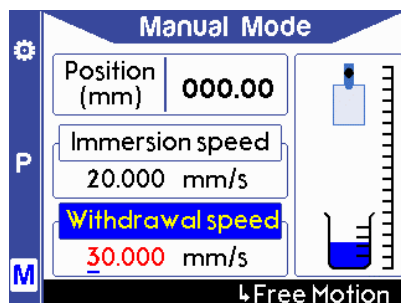 Manual Mode
Position
(mm)
000.00
Immersion speed
20.000 mm/s
Withdrawal speed
30.000 mm/s
P
M
↳Free Motion